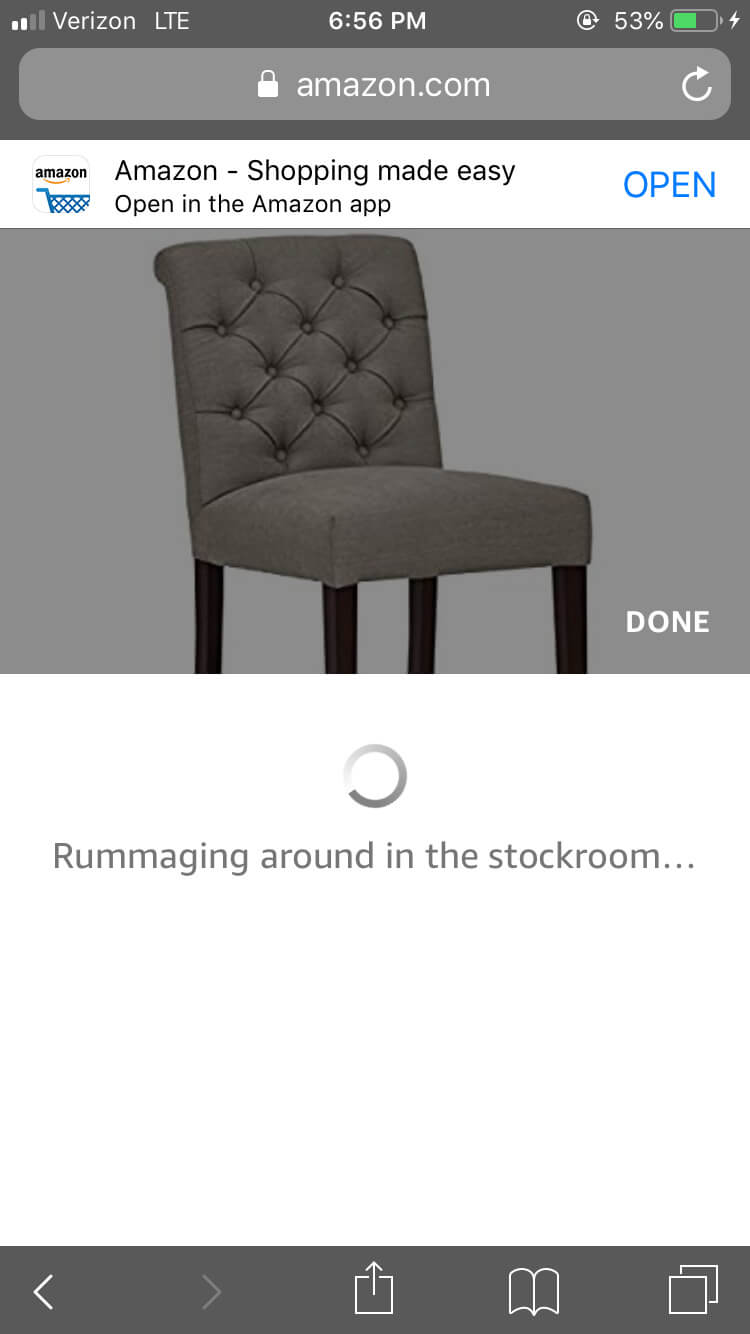 Verizon LTE 6:56 PM 53%
amazon.com
amazon
Amazon - Shopping made easy
Open in the Amazon app
OPEN
DONE
Rummaging around in the stockroom...